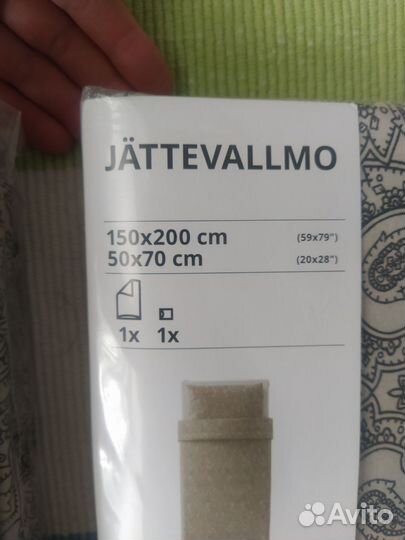 JÄTTEVALLMO
150x200 cm (59x79")
50x70 cm (20x28")
1x 1x
Avito